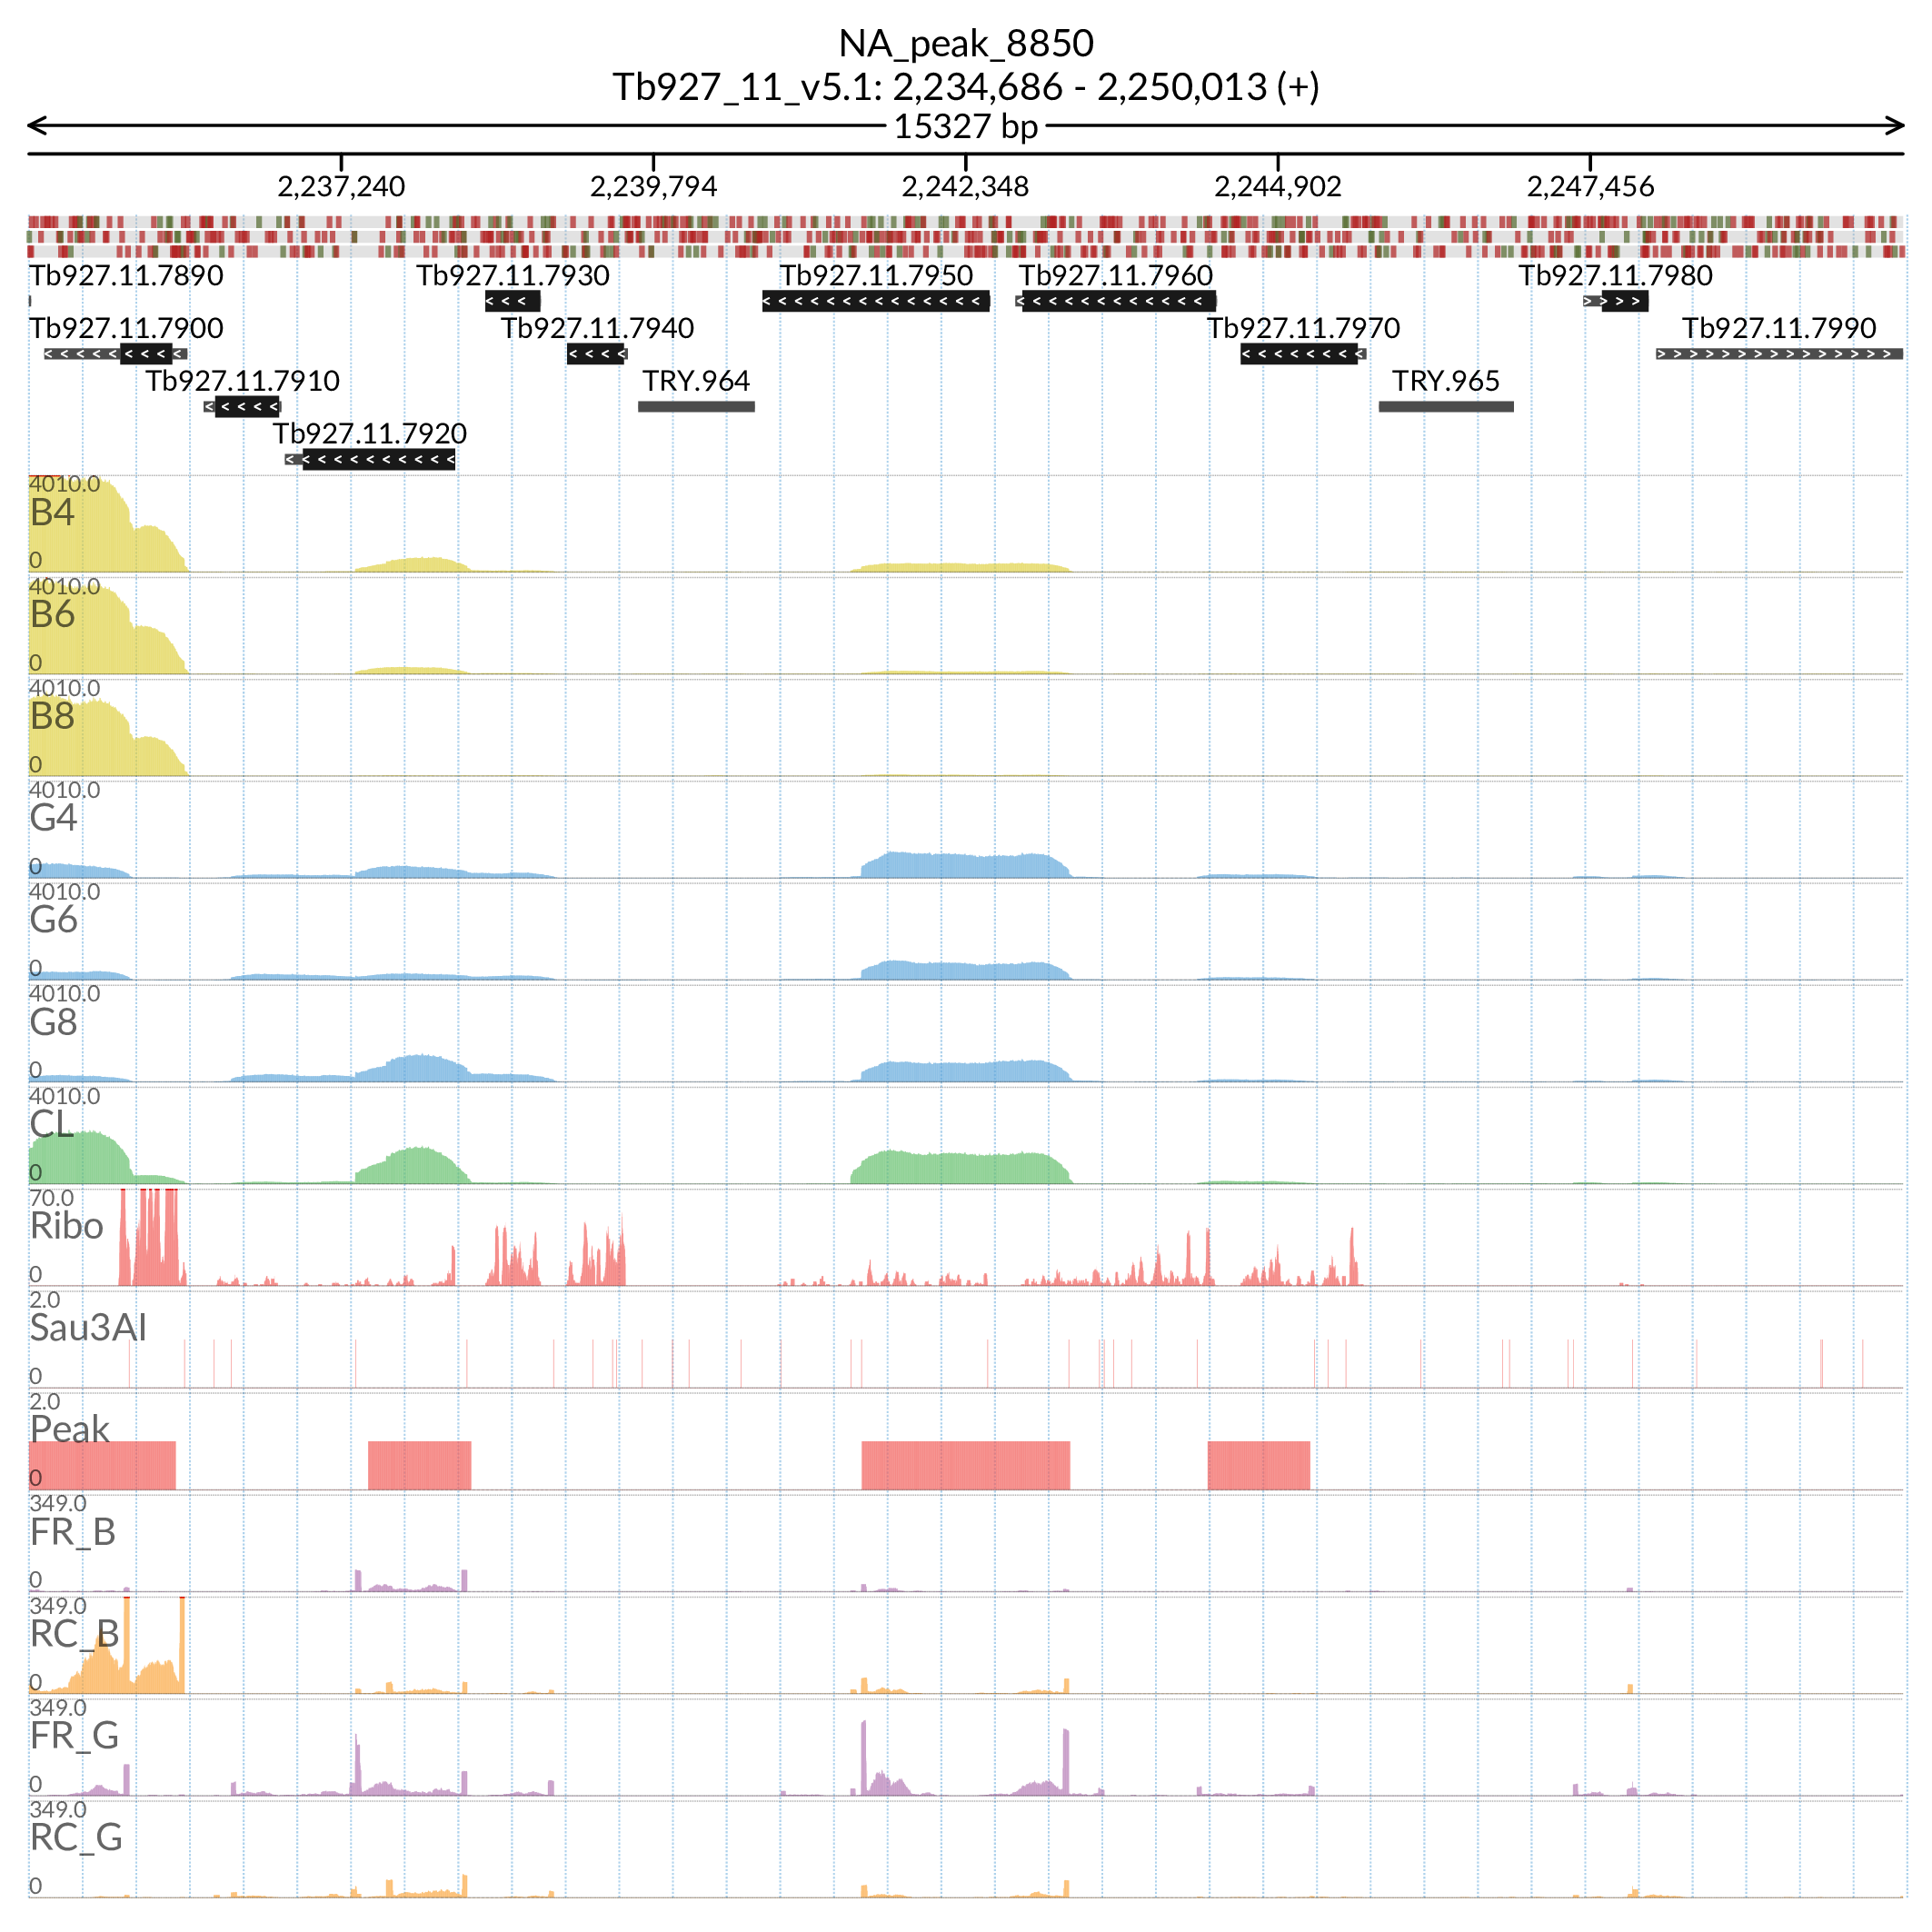 NA_peak_8850
Tb927_11_v5.1: 2,234,686 - 2,250,013 (+)
15327 bp
2,237,240 2,239,794 2,242,348 2,244,902 2,247,456
Tb927.11.7890 Tb927.11.7930 Tb927.11.7950 Tb927.11.7960 Tb927.11.7980
Tb927.11.7900 Tb927.11.7940 Tb927.11.7970 Tb927.11.7990
Tb927.11.7910 TRY.964 TRY.965
Tb927.11.7920
4010.0
B4
0
4010.0
B6
0
4010.0
B8
0
4010.0
G4
0
4010.0
G6
0
4010.0
G8
0
4010.0
CL
0
70.0
Ribo
0
2.0
Sau3AI
0
2.0
Peak
0
349.0
FR_B
0
349.0
RC_B
0
349.0
FR_G
0
349.0
RC_G
0